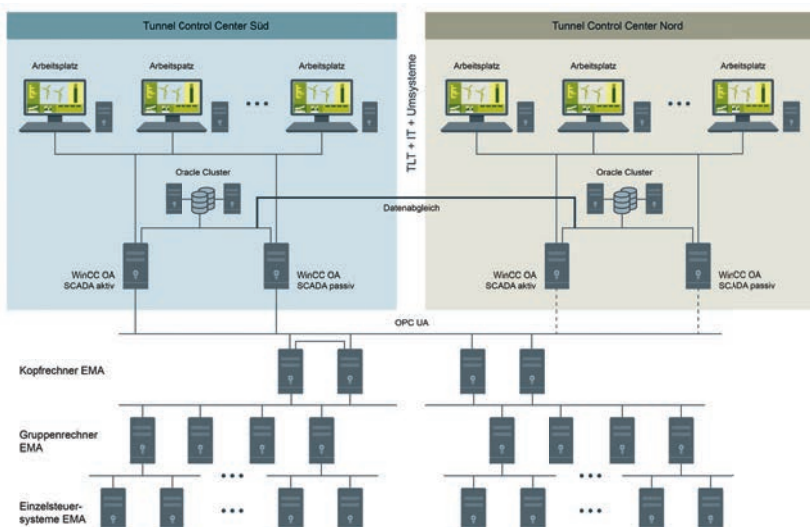 Tunnel Control Center Süd
Tunnel Control Center Nord
Arbeitsplatz
Arbeitspatz
Arbeitsplatz
Arbeitsplatz
Arbeitsplatz
Arbeitsplatz
TLT + IT + Umsysteme
Oracle Cluster
Oracle Cluster
Datenabgleich
WinCC OA
SCADA aktiv
WinCC OA
SCADA passiv
WinCC OA
SCADA aktiv
WinCC OA
SCADA passiv
OPC UA
Kopfrechner EMA
Gruppenrechner
EMA
Einzelsteuer-
systeme EMA